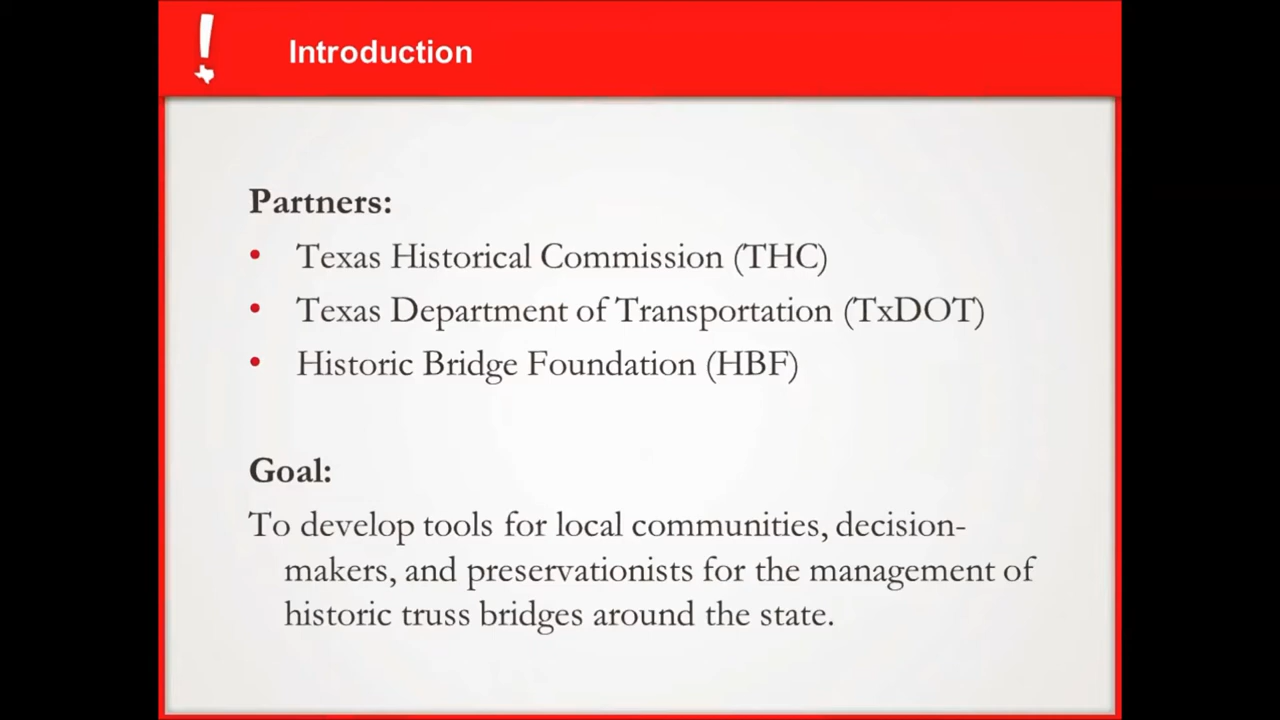 Introduction
Partners:
• Texas Historical Commission (THC)
• Texas Department of Transportation (TxDOT)
• Historic Bridge Foundation (HBF)
Goal:
To develop tools for local communities, decision-
makers, and preservationists for the management of
historic truss bridges around the state.